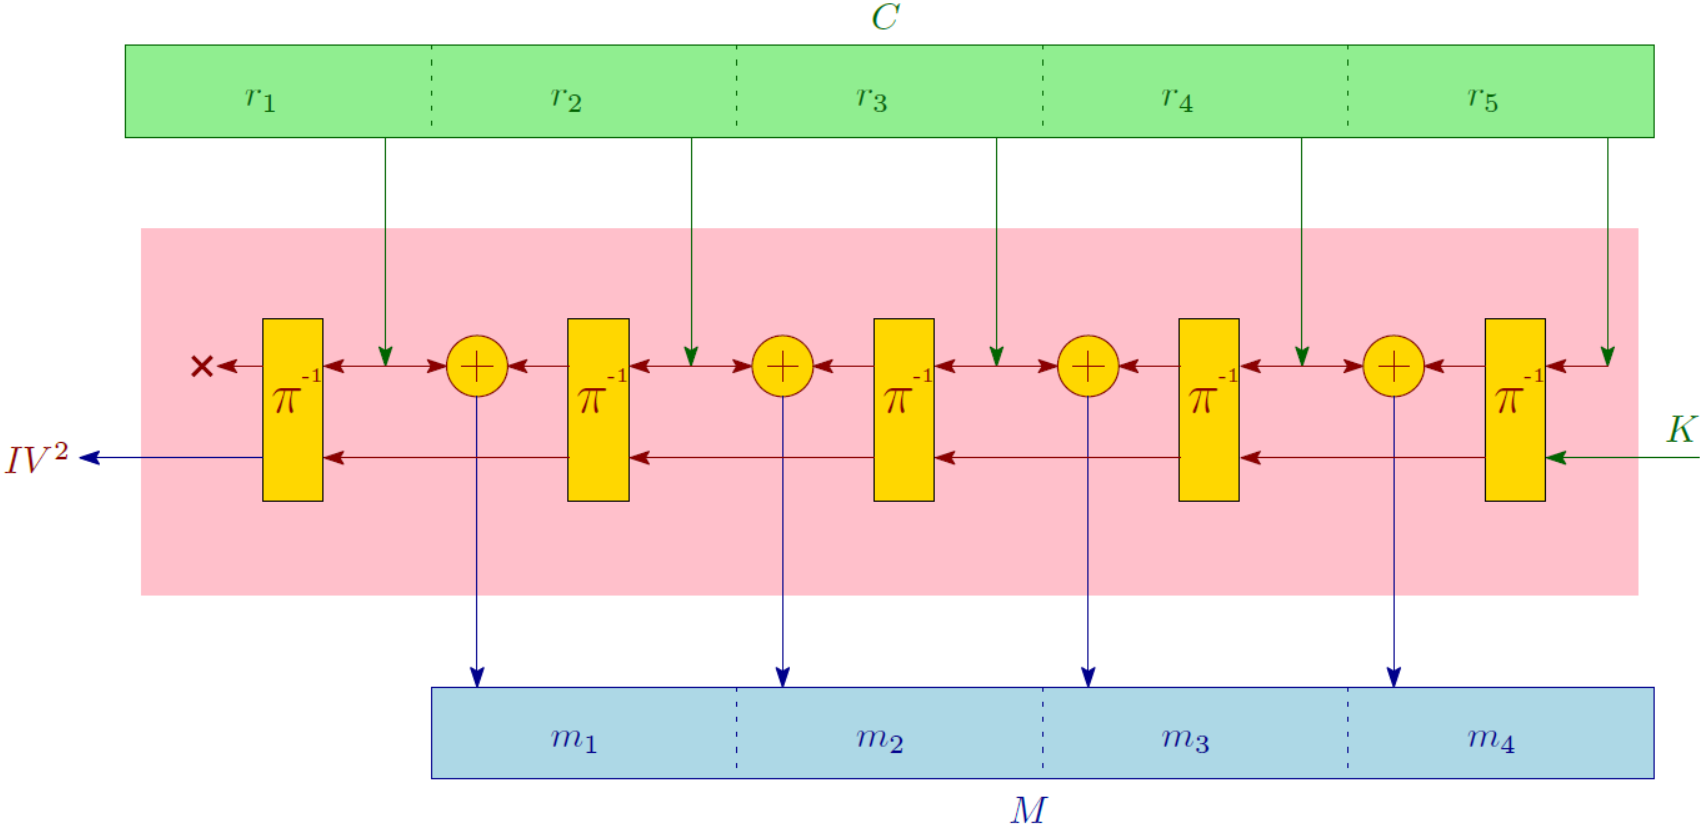 C
r₁ r₂ r₃ r₄ r₅
π⁻¹ π⁻¹ π⁻¹ π⁻¹ π⁻¹
K
IV²
m₁ m₂ m₃ m₄
M